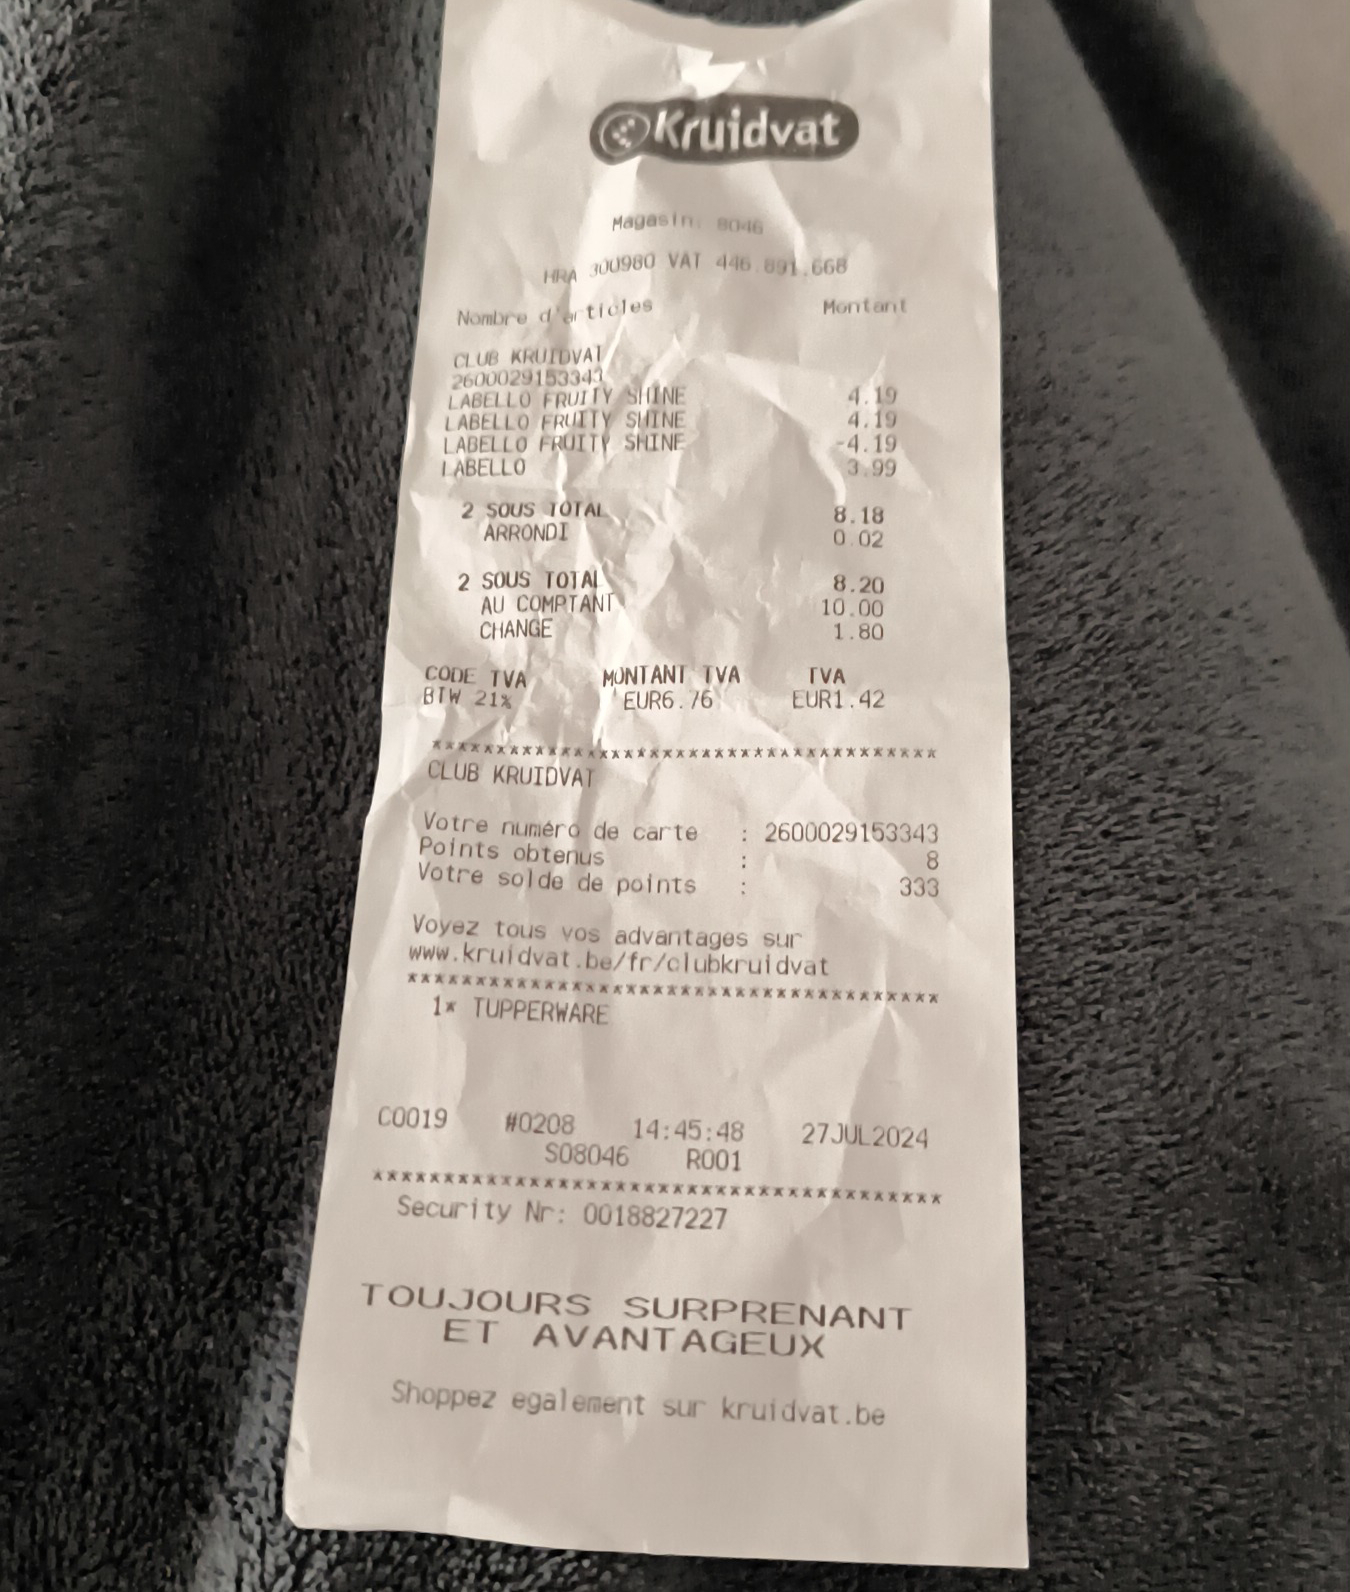 Kruidvat
Magasin: 8046
HRA 300980 VAT 446.891.668
Nombre d'articles Montant
CLUB KRUIDVAT
2600029153343
LABELLO FRUITY SHINE 4.19
LABELLO FRUITY SHINE 4.19
LABELLO FRUITY SHINE -4.19
LABELLO 3.99
2 SOUS TOTAL 8.18
ARRONDI 0.02
2 SOUS TOTAL 8.20
AU COMPTANT 10.00
CHANGE 1.80
CODE TVA MONTANT TVA TVA
BTW 21% EUR6.76 EUR1.42
***************************************
CLUB KRUIDVAT
Votre numéro de carte : 2600029153343
Points obtenus : 8
Votre solde de points : 333
Voyez tous vos advantages sur
www.kruidvat.be/fr/clubkruidvat
***************************************
1* TUPPERWARE
C0019 #0208 14:45:48 27JUL2024
S08046 R001
***************************************
Security Nr: 0018827227
TOUJOURS SURPRENANT
ET AVANTAGEUX
Shoppez egalement sur kruidvat.be